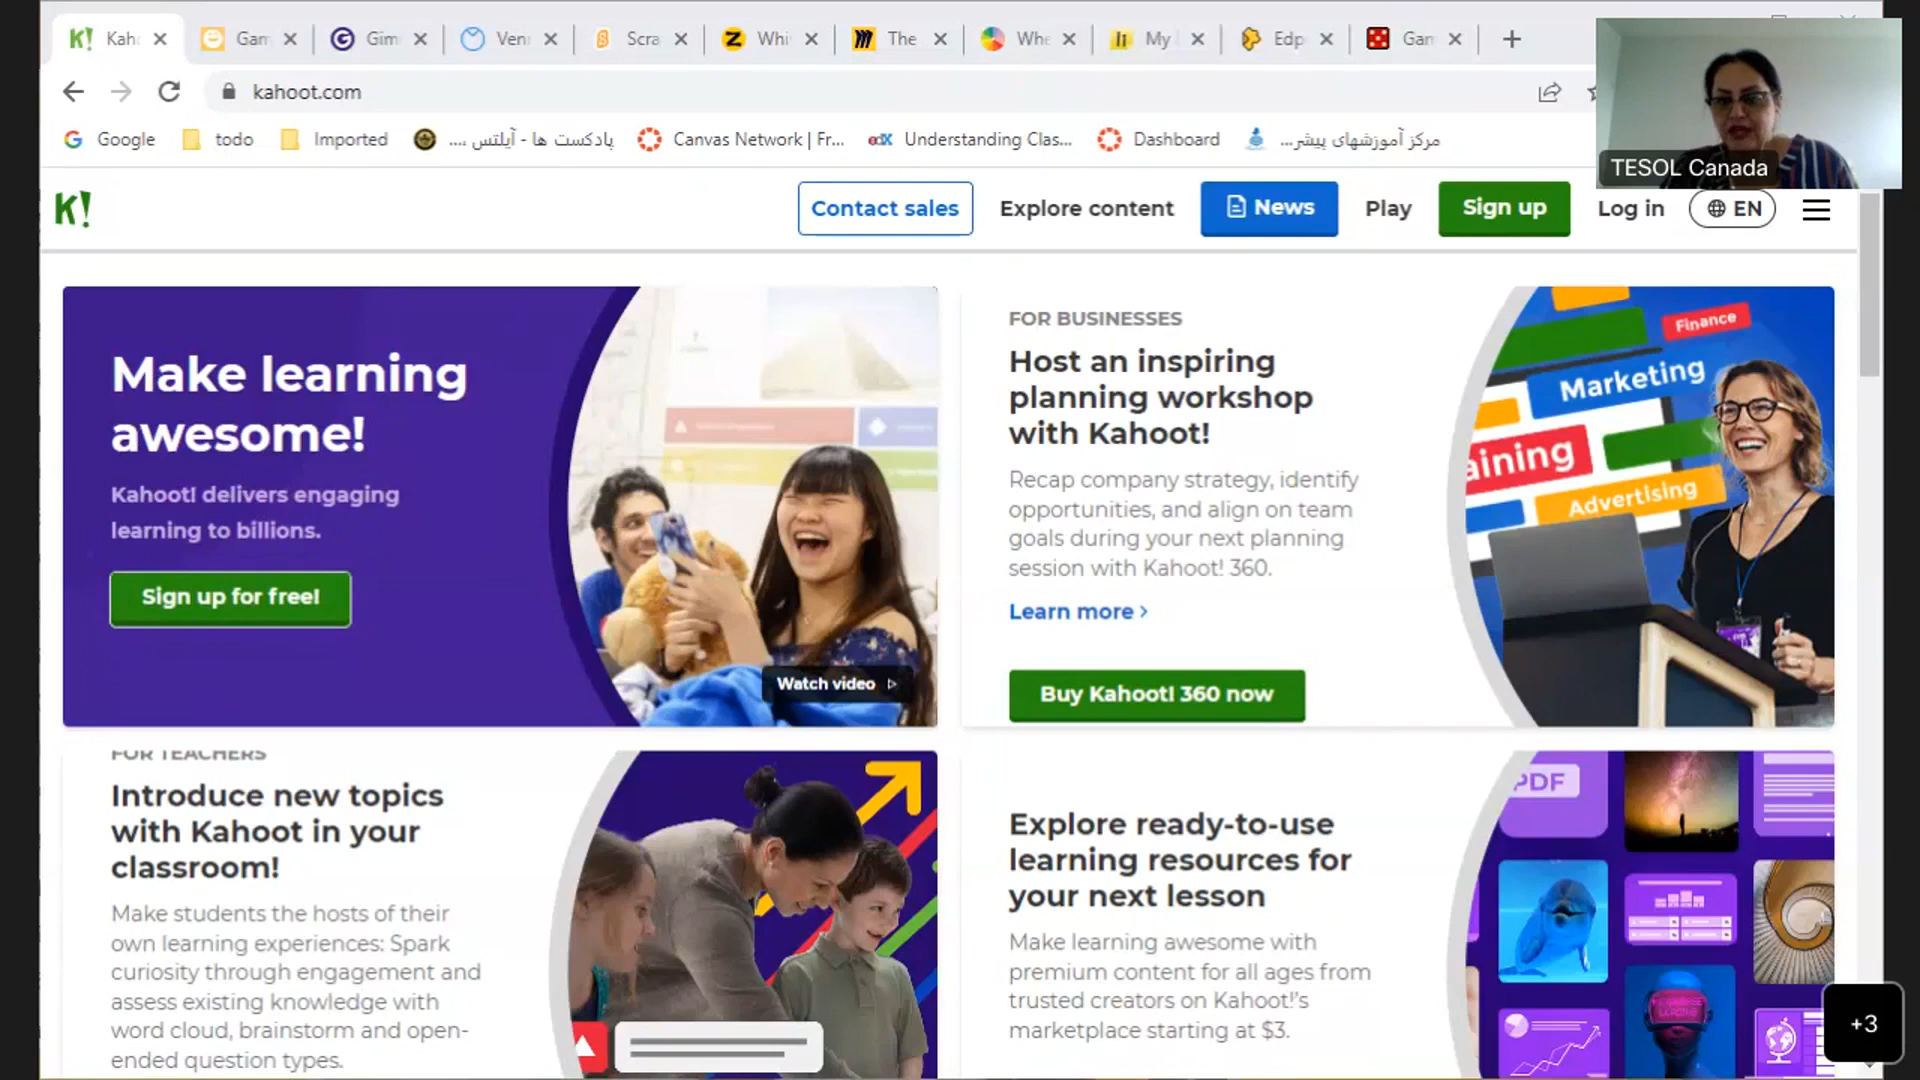 K! Kah
Gam
Gim
Ven
Scra
Whi
The
Whe
My L
Edp
Gam
kahoot.com
Google
todo
Imported
پادکست ها - آیلتس ....
Canvas Network | Fr...
edX Understanding Clas...
Dashboard
مرکز آموزشهای پیشر...
TESOL Canada
K!
Contact sales
Explore content
News
Play
Sign up
Log in
EN
Make learning
awesome!
Kahoot! delivers engaging
learning to billions.
Sign up for free!
Watch video
FOR BUSINESSES
Host an inspiring
planning workshop
with Kahoot!
Recap company strategy, identify
opportunities, and align on team
goals during your next planning
session with Kahoot! 360.
Learn more >
Buy Kahoot! 360 now
Finance
Marketing
aining
Advertising
FOR TEACHERS
Introduce new topics
with Kahoot in your
classroom!
Make students the hosts of their
own learning experiences: Spark
curiosity through engagement and
assess existing knowledge with
word cloud, brainstorm and open-
ended question types.
Explore ready-to-use
learning resources for
your next lesson
Make learning awesome with
premium content for all ages from
trusted creators on Kahoot!'s
marketplace starting at $3.
PDF
+3